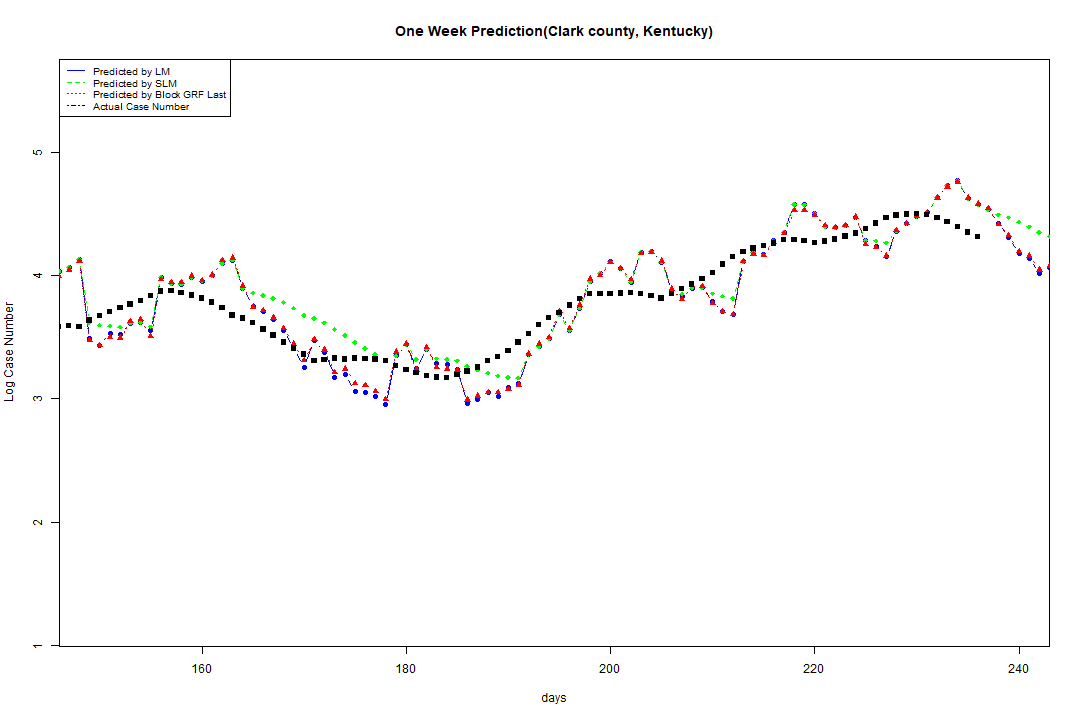 One Week Prediction(Clark county, Kentucky)
Predicted by LM
Predicted by SLM
Predicted by Block GRF Last
Actual Case Number
5
4
3
2
1
Log Case Number
160 180 200 220 240
days